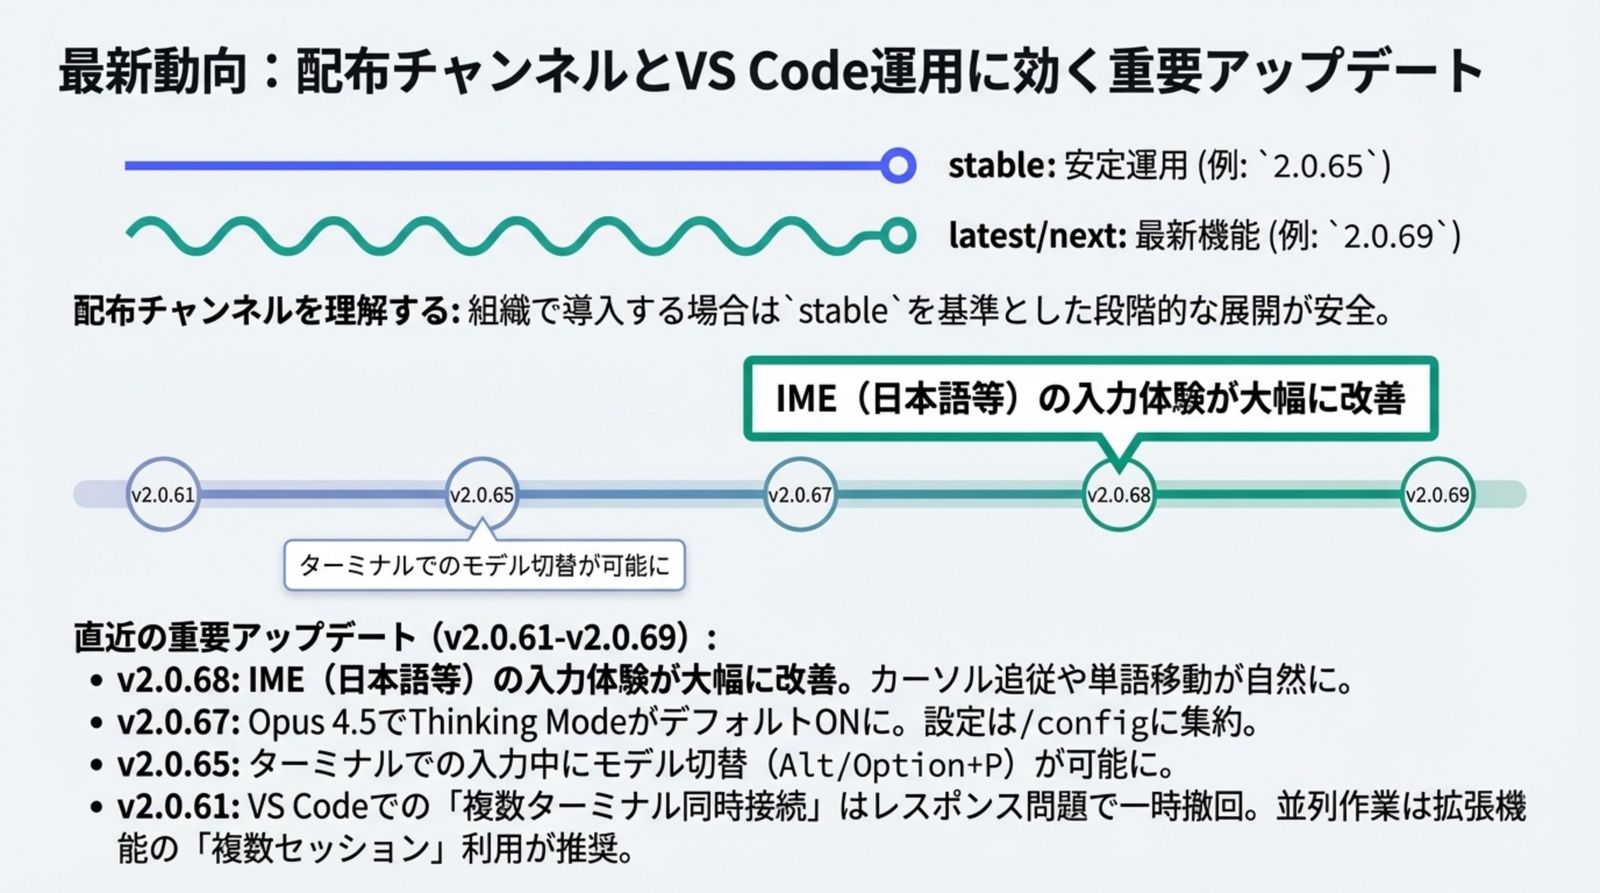 最新動向：配布チャンネルとVS Code運用に効く重要アップデート
stable: 安定運用 (例: `2.0.65`)
latest/next: 最新機能 (例: `2.0.69`)
配布チャンネルを理解する: 組織で導入する場合は`stable`を基準とした段階的な展開が安全。
IME（日本語等）の入力体験が大幅に改善
v2.0.61 v2.0.65 v2.0.67 v2.0.68 v2.0.69
ターミナルでのモデル切替が可能に
直近の重要アップデート（v2.0.61-v2.0.69）:
• v2.0.68: IME（日本語等）の入力体験が大幅に改善。カーソル追従や単語移動が自然に。
• v2.0.67: Opus 4.5でThinking ModeがデフォルトONに。設定は/configに集約。
• v2.0.65: ターミナルでの入力中にモデル切替（Alt/Option+P）が可能に。
• v2.0.61: VS Codeでの「複数ターミナル同時接続」はレスポンス問題で一時撤回。並列作業は拡張機
能の「複数セッション」利用が推奨。